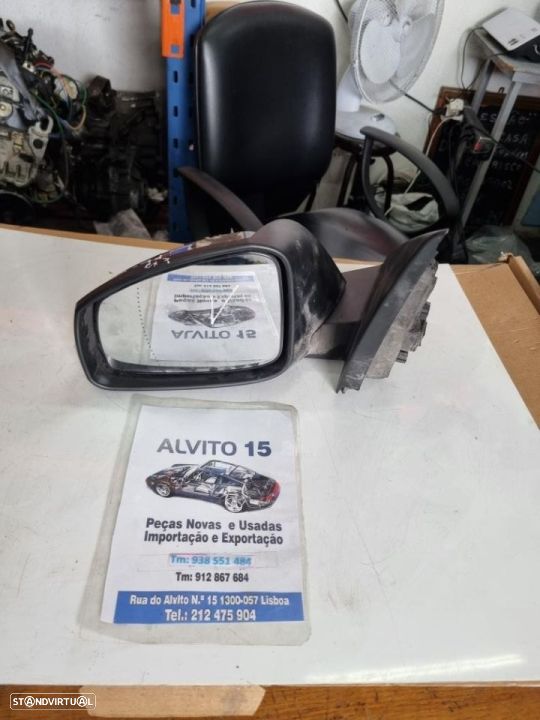 ALVITO 15
Peças Novas e Usadas
Importação e Exportação
Tm: 938 551 484
Tm: 912 867 684
Rua do Alvito N.º 15 1300-057 Lisboa
Tel.: 212 475 904
ALVITO 15
STANDVIRTUAL